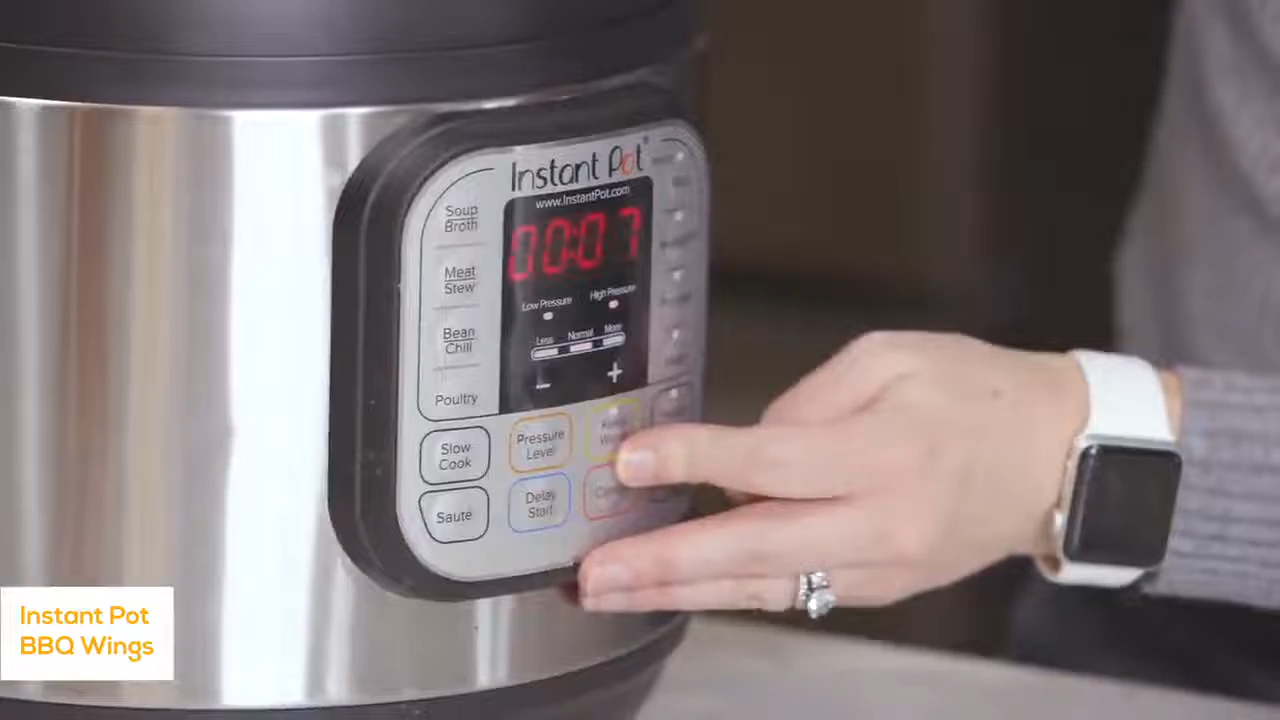 Instant Pot
www.InstantPot.com
00:07
Low Pressure High Pressure
Less Normal More
- +
Soup
Broth
Meat
Stew
Bean
Chili
Poultry
Slow
Cook
Pressure
Level
Saute
Delay
Start
Instant Pot
BBQ Wings